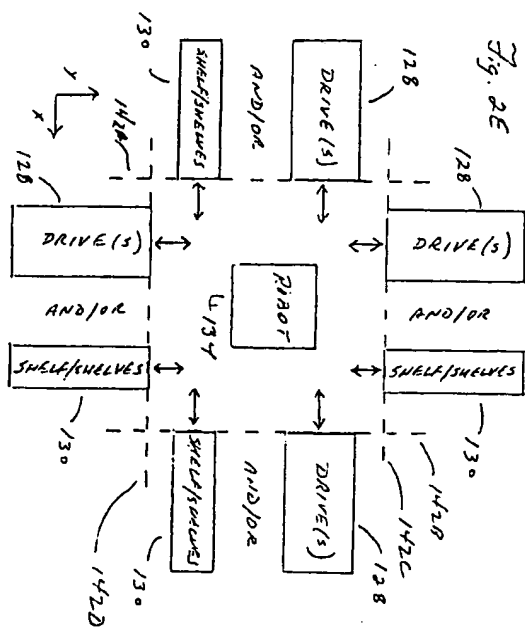 Fig. 2E
128
DRIVE(S)
AND/OR
SHELF/SHELVES
130
128
DRIVE(S)
AND/OR
SHELF/SHELVES
130
Y
X
142A
ROBOT
134
128
DRIVE(S)
AND/OR
SHELF/SHELVES
130
142B
142C
DRIVE(S)
128
AND/OR
SHELF/SHELVES
130
142D